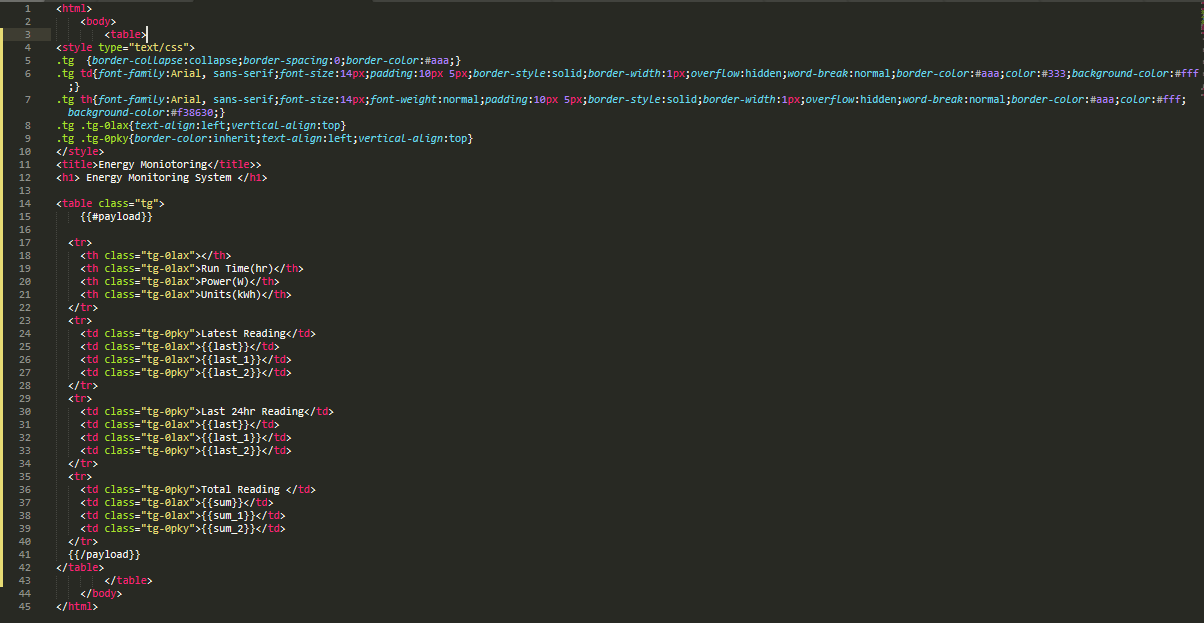 1 <html>
2 <body>
3 <table>
4 <style type="text/css">
5 .tg  {border-collapse:collapse;border-spacing:0;border-color:#aaa;}
6 .tg td{font-family:Arial, sans-serif;font-size:14px;padding:10px 5px;border-style:solid;border-width:1px;overflow:hidden;word-break:normal;border-color:#aaa;color:#333;background-color:#fff
;}
7 .tg th{font-family:Arial, sans-serif;font-size:14px;font-weight:normal;padding:10px 5px;border-style:solid;border-width:1px;overflow:hidden;word-break:normal;border-color:#aaa;color:#fff;
background-color:#f38630;}
8 .tg .tg-0lax{text-align:left;vertical-align:top}
9 .tg .tg-0pky{border-color:inherit;text-align:left;vertical-align:top}
10 </style>
11 <title>Energy Moniotoring</title>>
12 <h1> Energy Monitoring System </h1>
13
14 <table class="tg">
15 {{#payload}}
16
17 <tr>
18 <th class="tg-0lax"></th>
19 <th class="tg-0lax">Run Time(hr)</th>
20 <th class="tg-0lax">Power(W)</th>
21 <th class="tg-0lax">Units(kWh)</th>
22 </tr>
23 <tr>
24 <td class="tg-0pky">Latest Reading</td>
25 <td class="tg-0lax">{{last}}</td>
26 <td class="tg-0pky">{{last_1}}</td>
27 <td class="tg-0pky">{{last_2}}</td>
28 </tr>
29 <tr>
30 <td class="tg-0pky">Last 24hr Reading</td>
31 <td class="tg-0lax">{{last}}</td>
32 <td class="tg-0pky">{{last_1}}</td>
33 <td class="tg-0pky">{{last_2}}</td>
34 </tr>
35 <tr>
36 <td class="tg-0pky">Total Reading </td>
37 <td class="tg-0lax">{{sum}}</td>
38 <td class="tg-0pky">{{sum_1}}</td>
39 <td class="tg-0pky">{{sum_2}}</td>
40 </tr>
41 {{/payload}}
42 </table>
43 </table>
44 </body>
45 </html>